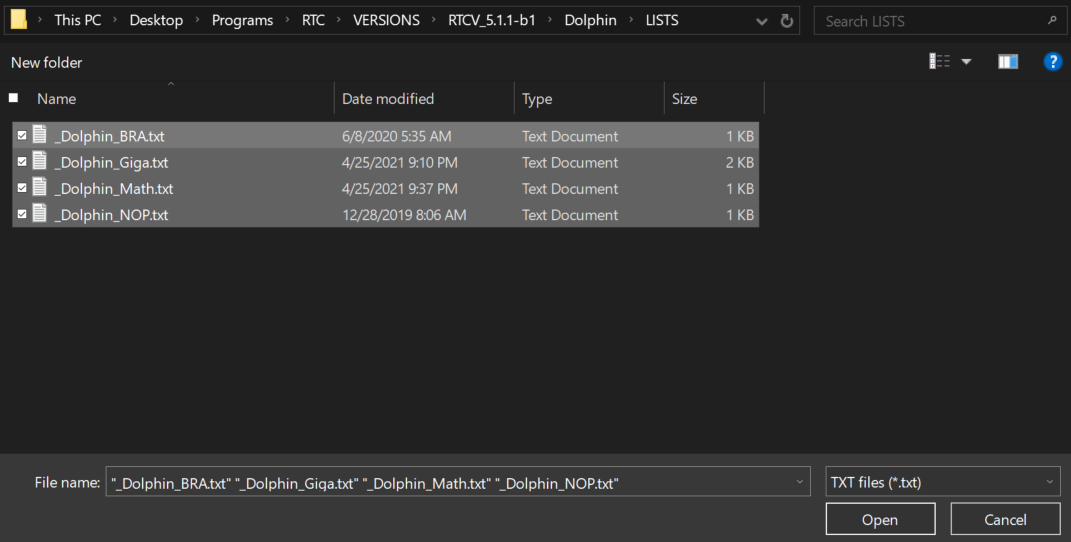 This PC > Desktop > Programs > RTC > VERSIONS > RTCV_5.1.1-b1 > Dolphin > LISTS
Search LISTS
New folder
?
Name Date modified Type Size
_Dolphin_BRA.txt 6/8/2020 5:35 AM Text Document 1 KB
_Dolphin_Giga.txt 4/25/2021 9:10 PM Text Document 2 KB
_Dolphin_Math.txt 4/25/2021 9:37 PM Text Document 1 KB
_Dolphin_NOP.txt 12/28/2019 8:06 AM Text Document 1 KB
File name: "_Dolphin_BRA.txt" "_Dolphin_Giga.txt" "_Dolphin_Math.txt" "_Dolphin_NOP.txt"
TXT files (*.txt)
Open Cancel